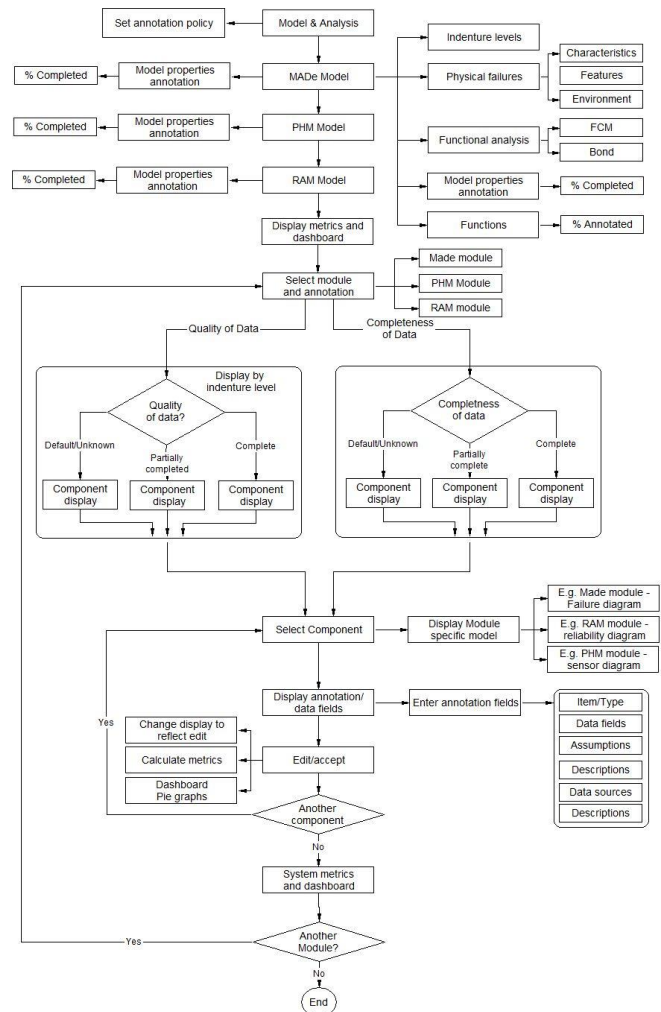 Set annotation policy
Model & Analysis
Indenture levels
% Completed
Model properties
annotation
MADe Model
Physical failures
Characteristics
Features
Environment
% Completed
Model properties
annotation
PHM Model
Functional analysis
FCM
Bond
% Completed
Model properties
annotation
RAM Model
Model properties
annotation
% Completed
Functions
% Annotated
Display metrics and
dashboard
Select module
and annotation
Made module
PHM Module
RAM module
Quality of Data
Completeness
of Data
Display by
indenture level
Quality
of data?
Default/Unknown
Partially
completed
Complete
Component
display
Component
display
Component
display
Completness
of data
Default/Unknown
Partially
complete
Complete
Component
display
Component
display
Component
display
Select Component
Display Module
specific model
E.g. Made module -
Failure diagram
E.g. RAM module -
reliability diagram
E.g. PHM module -
sensor diagram
Display annotation/
data fields
Enter annotation fields
Item/Type
Data fields
Assumptions
Descriptions
Data sources
Descriptions
Yes
Change display to
reflect edit
Calculate metrics
Dashboard
Pie graphs
Edit/accept
Another
component
No
System metrics
and dashboard
Another
Module?
Yes
No
End